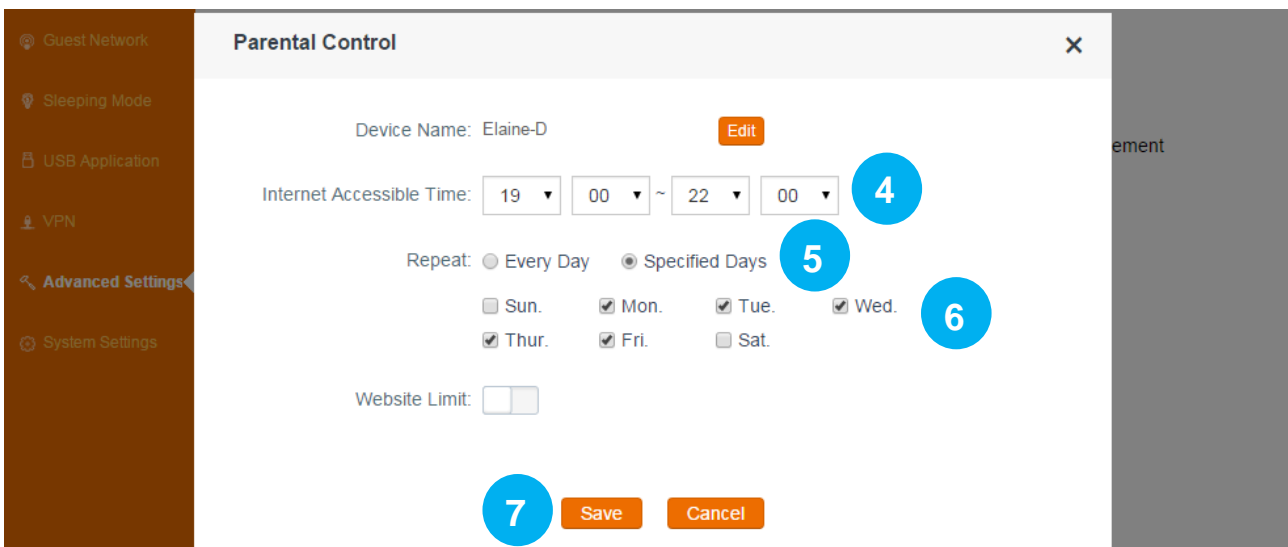 Guest Network
Sleeping Mode
USB Application
VPN
Advanced Settings
System Settings
Parental Control
Device Name: Elaine-D Edit
ement
Internet Accessible Time: 19 00 ~ 22 00 4
Repeat: Every Day Specified Days 5
Sun. Mon. Tue. Wed. 6
Thur. Fri. Sat.
Website Limit:
7 Save Cancel